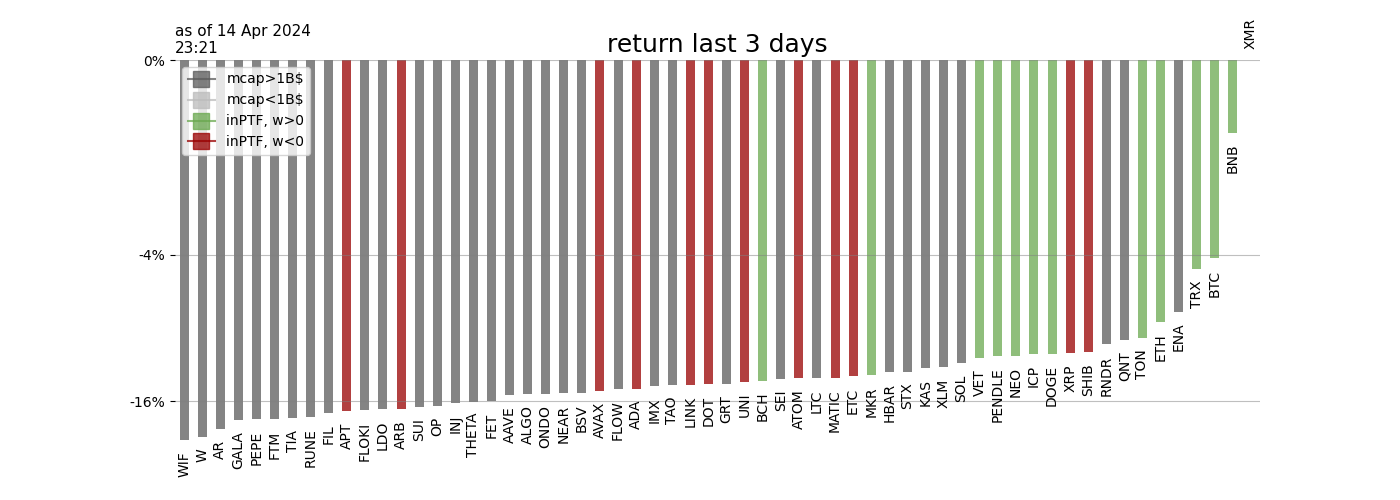 as of 14 Apr 2024
23:21
return last 3 days
XMR
0%
mcap>1B$
mcap<1B$
inPTF, w>0
inPTF, w<0
-4%
-16%
WIF
W
AR
GALA
PEPE
FTM
TIA
RUNE
FIL
APT
FLOKI
LDO
ARB
SUI
OP
INJ
THETA
FET
AAVE
ALGO
ONDO
NEAR
BSV
AVAX
FLOW
ADA
IMX
TAO
LINK
DOT
GRT
UNI
BCH
SEI
ATOM
LTC
MATIC
ETC
MKR
HBAR
STX
KAS
XLM
SOL
VET
PENDLE
NEO
ICP
DOGE
XRP
SHIB
RNDR
QNT
TON
ETH
ENA
TRX
BTC
BNB